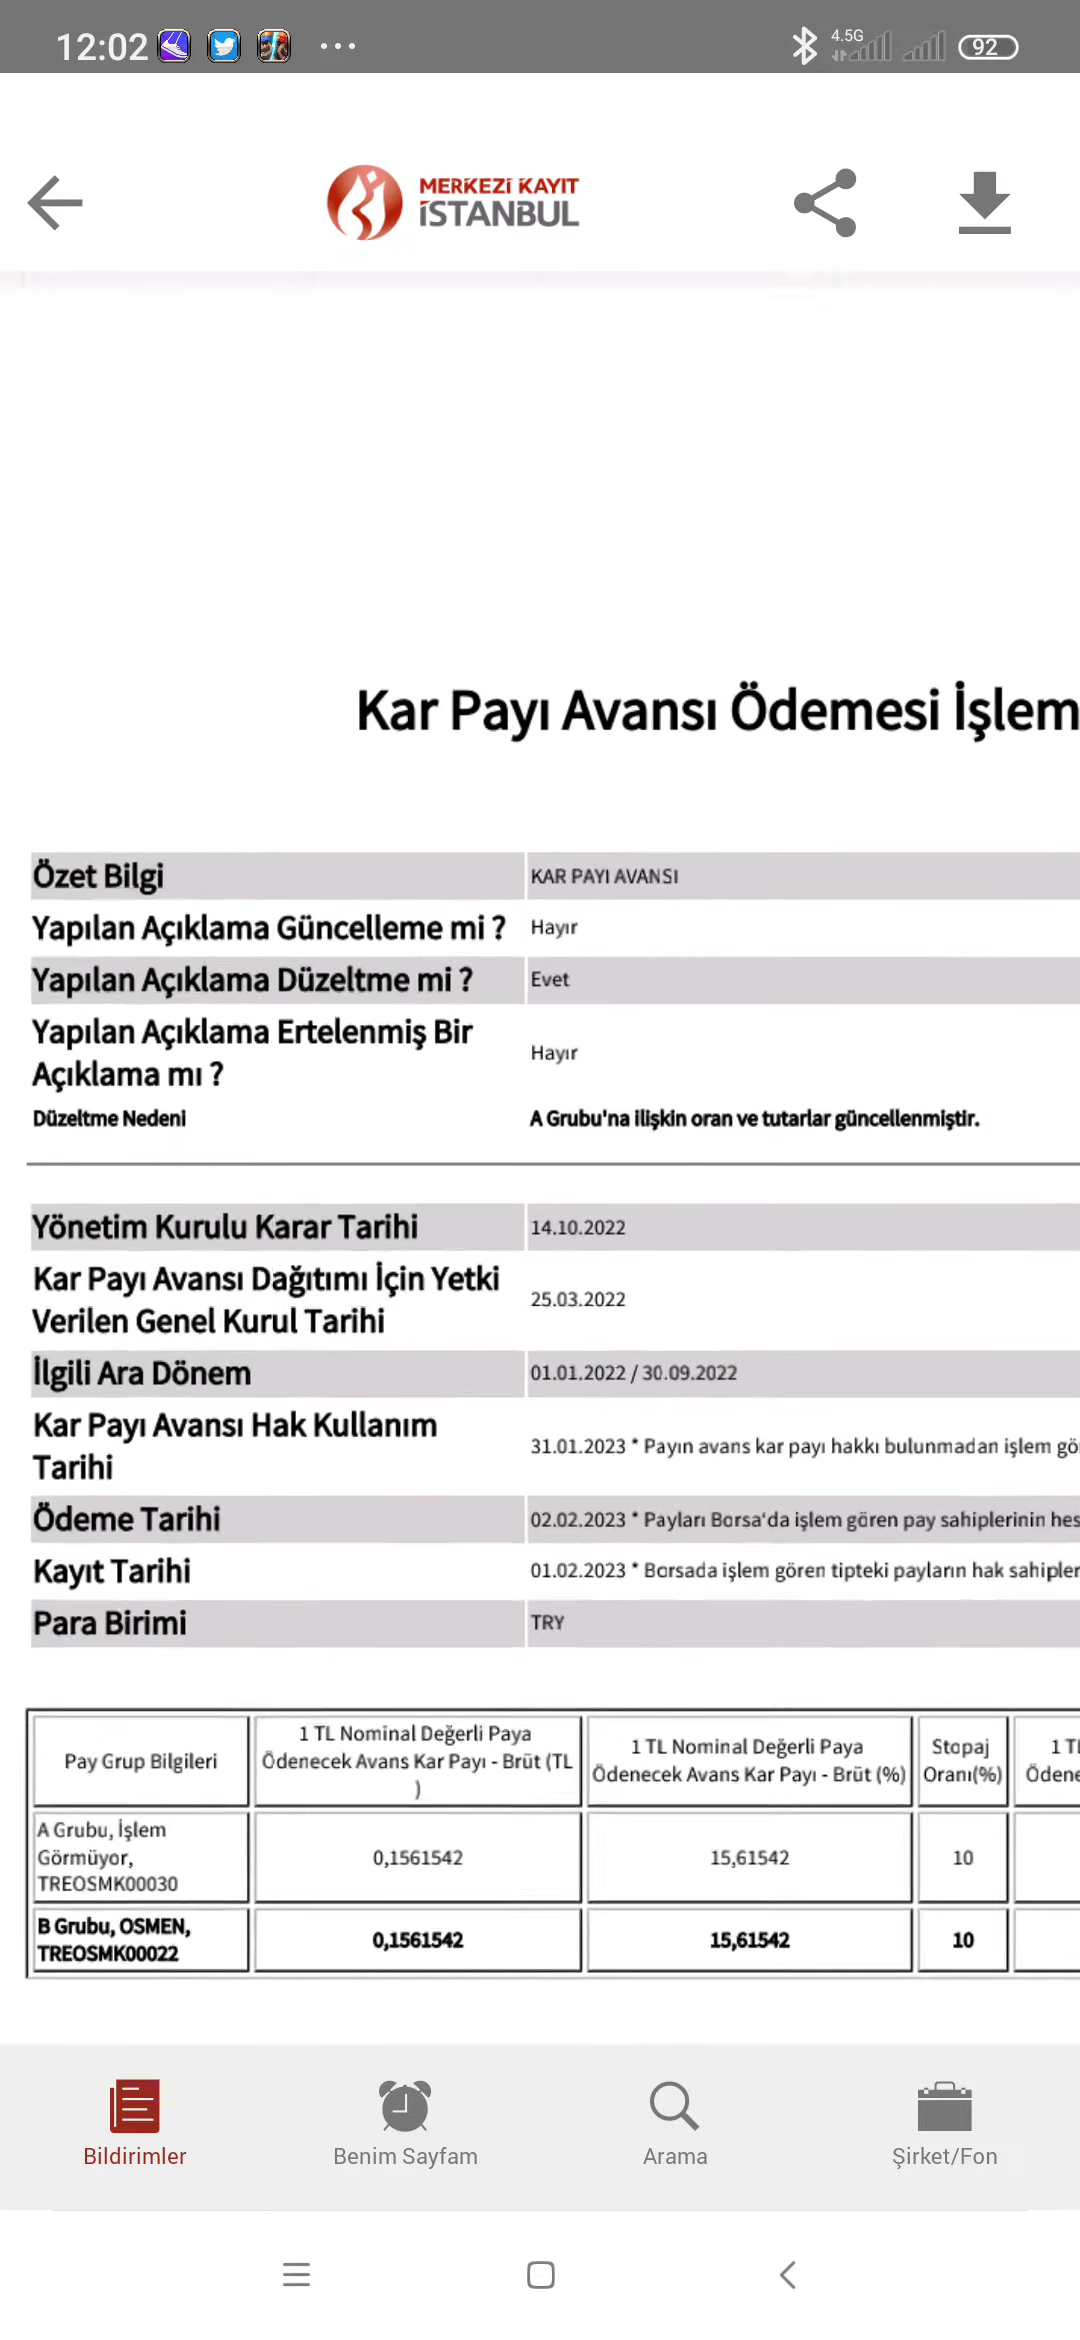 12:02
4.5G
92
MERKEZİ KAYIT
İSTANBUL
Kar Payı Avansı Ödemesi İşlem
Özet Bilgi KAR PAYI AVANSI
Yapılan Açıklama Güncelleme mi ? Hayır
Yapılan Açıklama Düzeltme mi ? Evet
Yapılan Açıklama Ertelenmiş Bir
Açıklama mı ? Hayır
Düzeltme Nedeni A Grubu'na ilişkin oran ve tutarlar güncellenmiştir.
Yönetim Kurulu Karar Tarihi 14.10.2022
Kar Payı Avansı Dağıtımı İçin Yetki
Verilen Genel Kurul Tarihi 25.03.2022
İlgili Ara Dönem 01.01.2022 / 30.09.2022
Kar Payı Avansı Hak Kullanım
Tarihi 31.01.2023 * Payın avans kar payı hakkı bulunmadan işlem gö
Ödeme Tarihi 02.02.2023 * Payları Borsa'da işlem gören pay sahiplerinin hes
Kayıt Tarihi 01.02.2023 * Borsada işlem gören tipteki payların hak sahipler
Para Birimi TRY
Pay Grup Bilgileri
1 TL Nominal Değerli Paya
Ödenecek Avans Kar Payı - Brüt (TL
)
1 TL Nominal Değerli Paya
Ödenecek Avans Kar Payı - Brüt (%)
Stopaj
Oranı(%)
1 TL
Ödene
A Grubu, İşlem
Görmüyor,
TREOSMK00030
0,1561542
15,61542
10
B Grubu, OSMEN,
TREOSMK00022
0,1561542
15,61542
10
Bildirimler
Benim Sayfam
Arama
Şirket/Fon